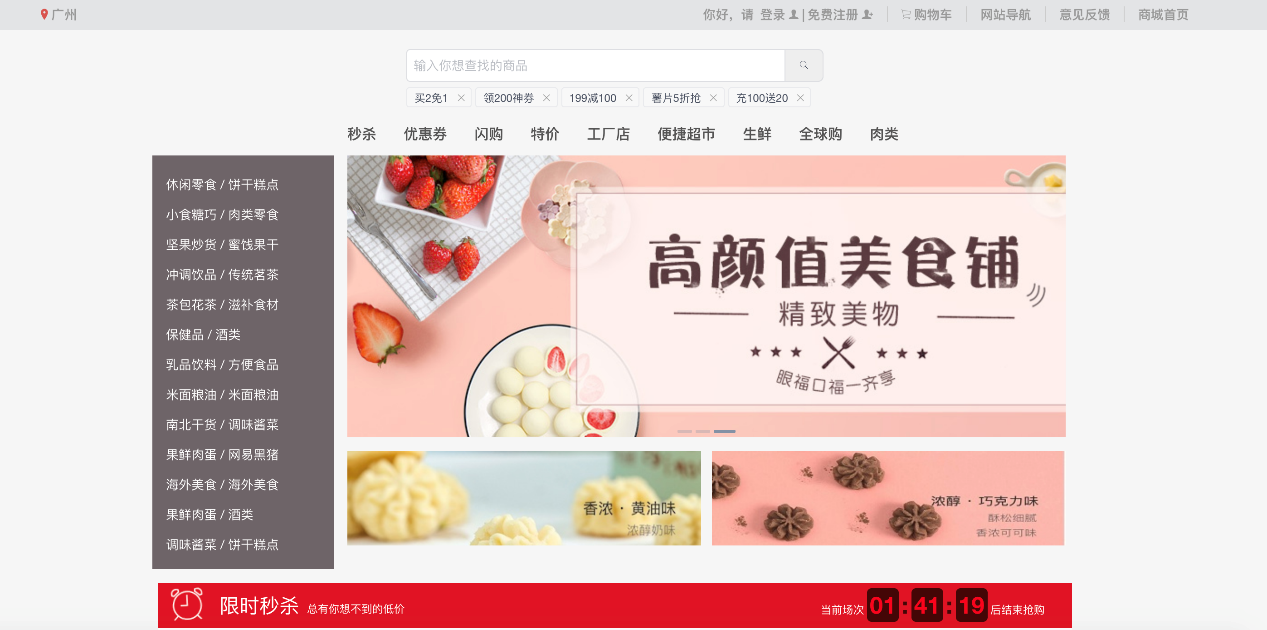 广州
你好，请 登录 | 免费注册 购物车 网站导航 意见反馈 商城首页
输入你想查找的商品
买2免1 领200神券 199减100 薯片5折抢 充100送20
秒杀 优惠券 闪购 特价 工厂店 便捷超市 生鲜 全球购 肉类
休闲零食 / 饼干糕点
小食糖巧 / 肉类零食
坚果炒货 / 蜜饯果干
冲调饮品 / 传统茗茶
茶包花茶 / 滋补食材
保健品 / 酒类
乳品饮料 / 方便食品
米面粮油 / 米面粮油
南北干货 / 调味酱菜
果鲜肉蛋 / 网易黑猪
海外美食 / 海外美食
果鲜肉蛋 / 酒类
调味酱菜 / 饼干糕点
高颜值美食铺
精致美物
眼福口福一齐享
香浓 · 黄油味
浓醇奶味
浓醇 · 巧克力味
酥松细腻
香浓可可味
限时秒杀 总有你想不到的低价
当前场次 01 : 41 : 19 后结束抢购